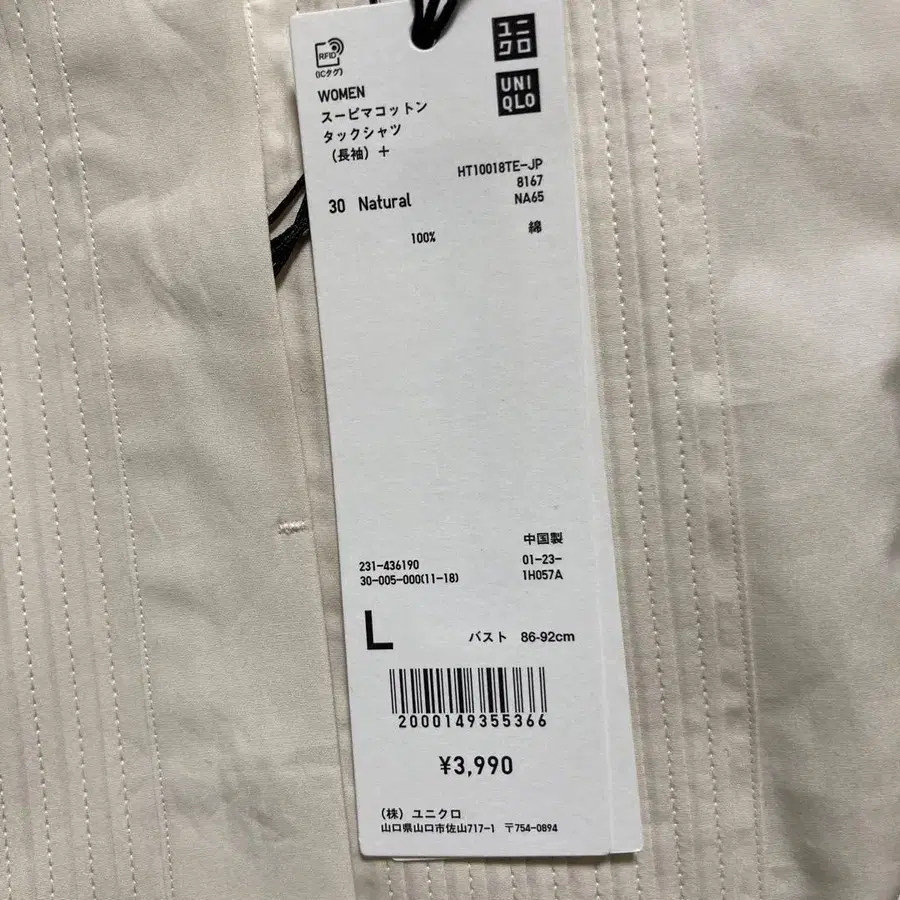 ユニ
クロ
RFID
(ICタグ)
UNI
QLO
WOMEN
スーピマコットン
タックシャツ
(長袖)+
HT10018TE-JP
8167
30 Natural
NA65
100% 綿
中国製
231-436190 01-23-
30-005-000(11-18) 1H057A
L バスト 86-92cm
2000149355366
¥3,990
(株) ユニクロ
山口県山口市佐山717-1 〒754-0894